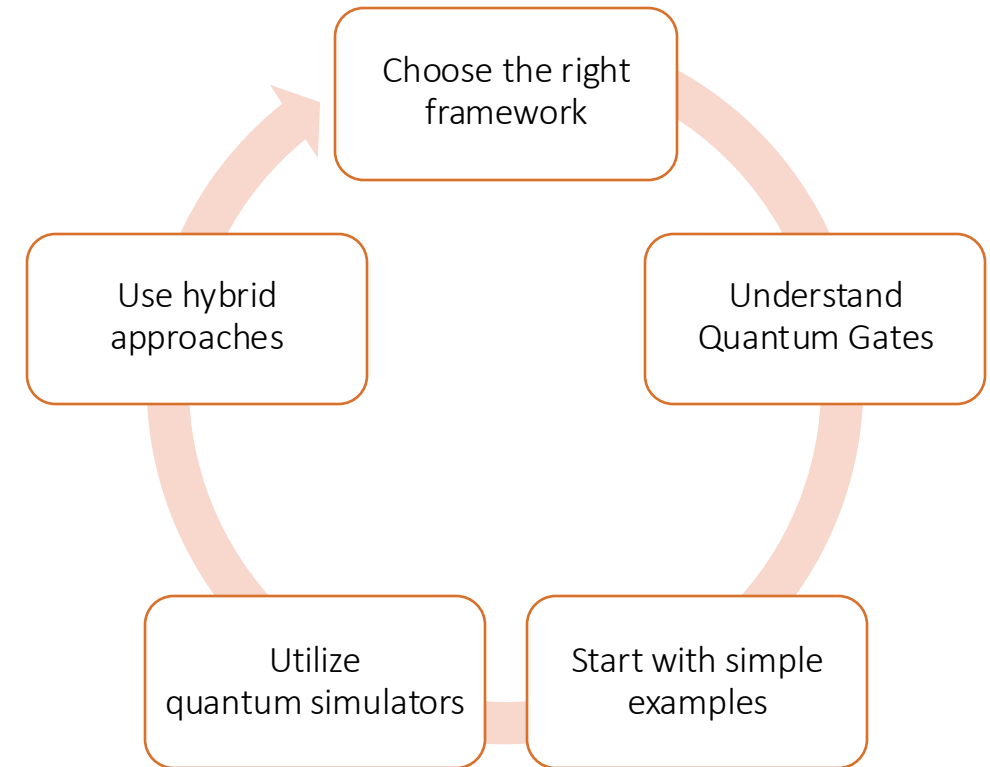 Choose the right
framework
Understand
Quantum Gates
Start with simple
examples
Utilize
quantum simulators
Use hybrid
approaches